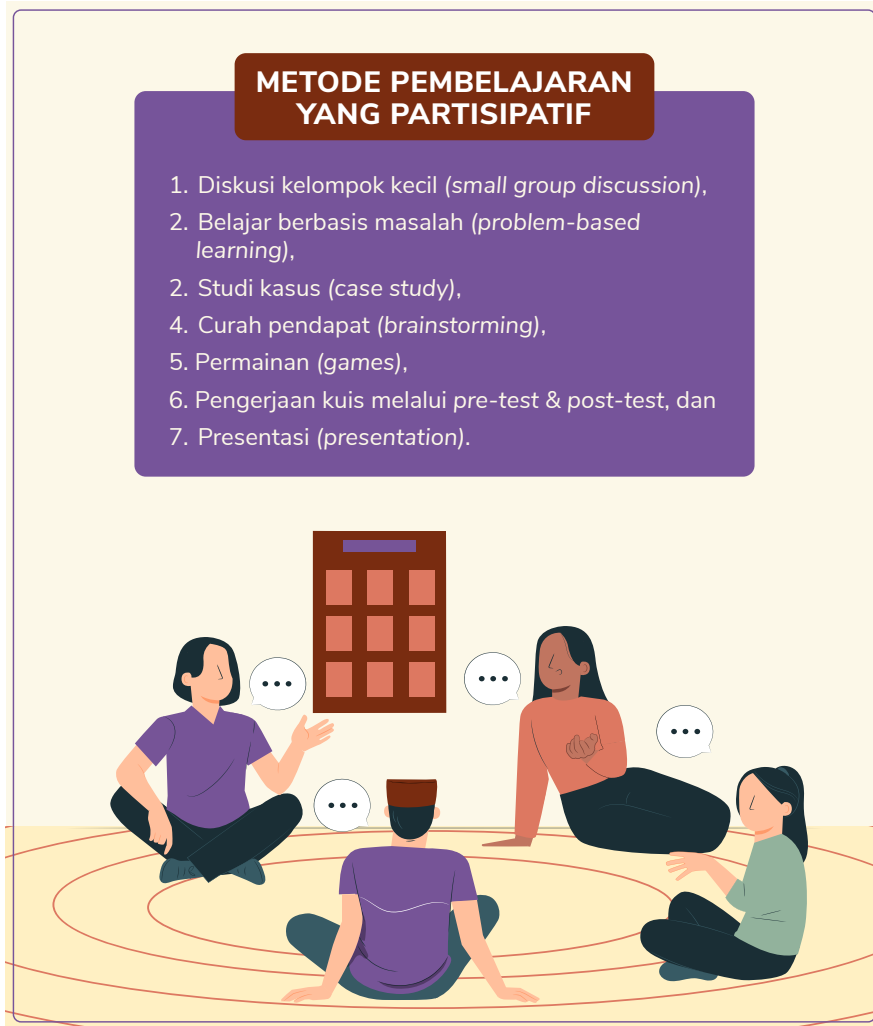 METODE PEMBELAJARAN
YANG PARTISIPATIF
1. Diskusi kelompok kecil (small group discussion),
2. Belajar berbasis masalah (problem-based
learning),
2. Studi kasus (case study),
4. Curah pendapat (brainstorming),
5. Permainan (games),
6. Pengerjaan kuis melalui pre-test & post-test, dan
7. Presentasi (presentation).